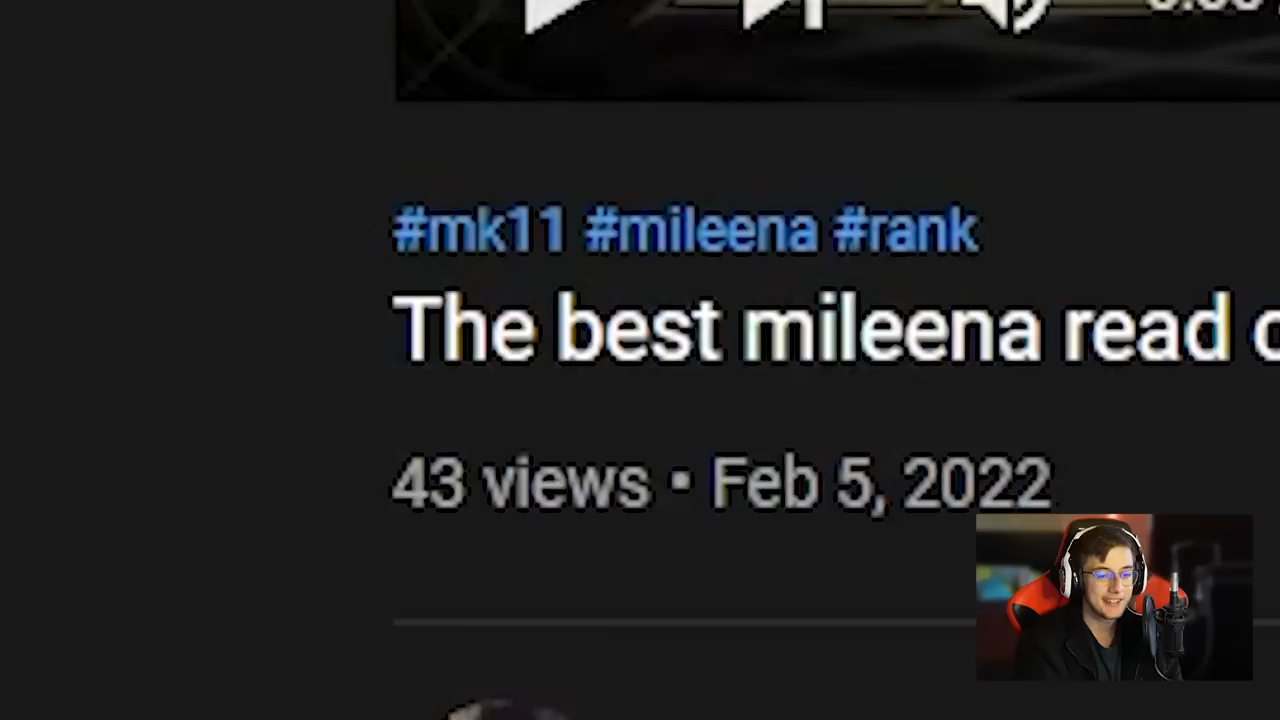 #mk11 #mileena #rank
The best mileena read
43 views • Feb 5, 2022